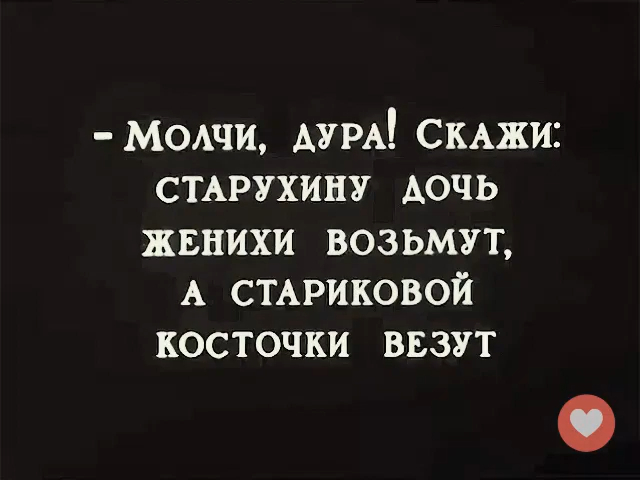 – Молчи, дура! Скажи:
старухину дочь
женихи возьмут,
а стариковой
косточки везут